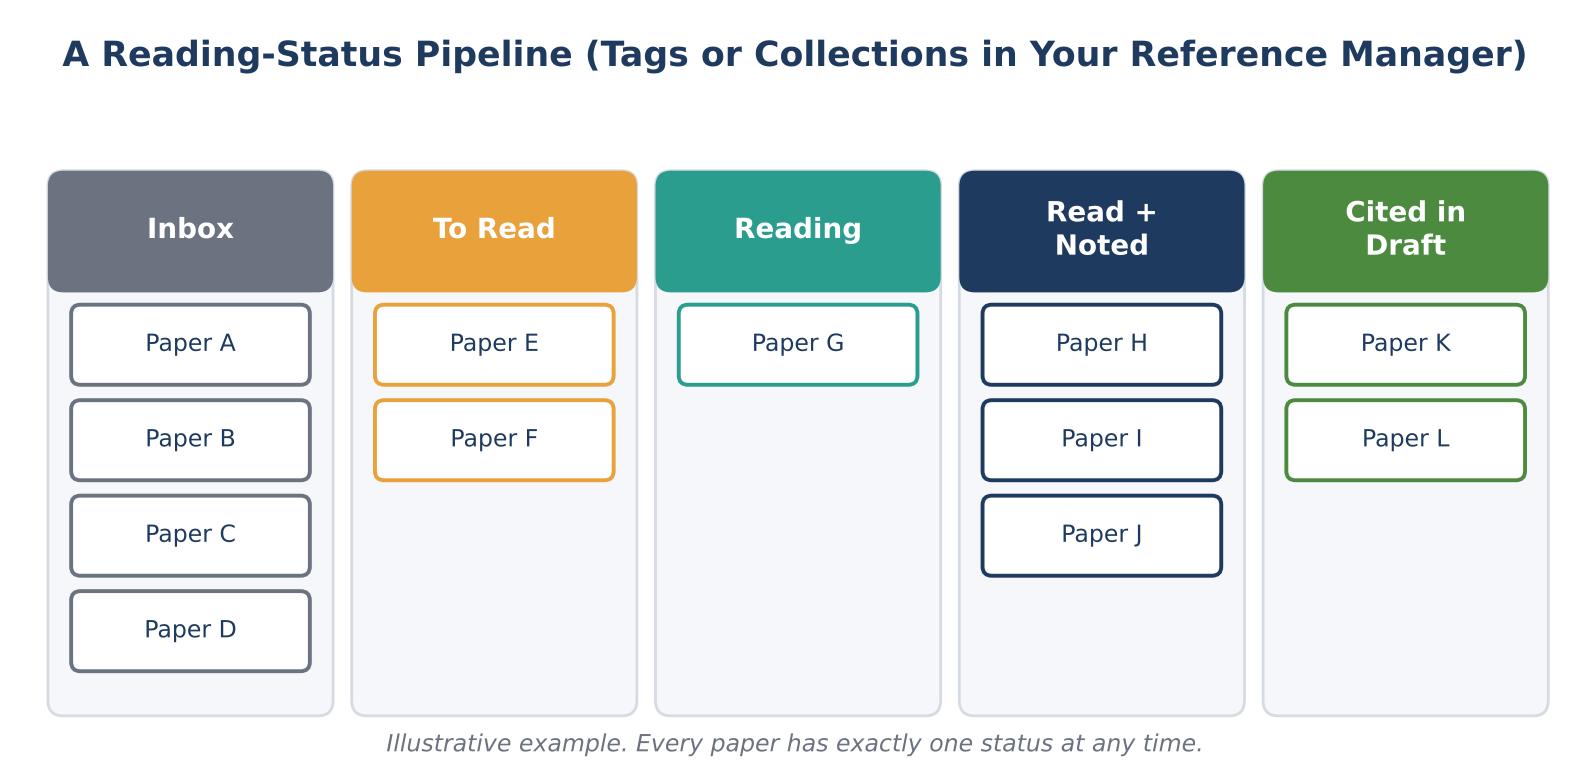 A Reading-Status Pipeline (Tags or Collections in Your Reference Manager)
Inbox
Paper A
Paper B
Paper C
Paper D
To Read
Paper E
Paper F
Reading
Paper G
Read +
Noted
Paper H
Paper I
Paper J
Cited in
Draft
Paper K
Paper L
Illustrative example. Every paper has exactly one status at any time.